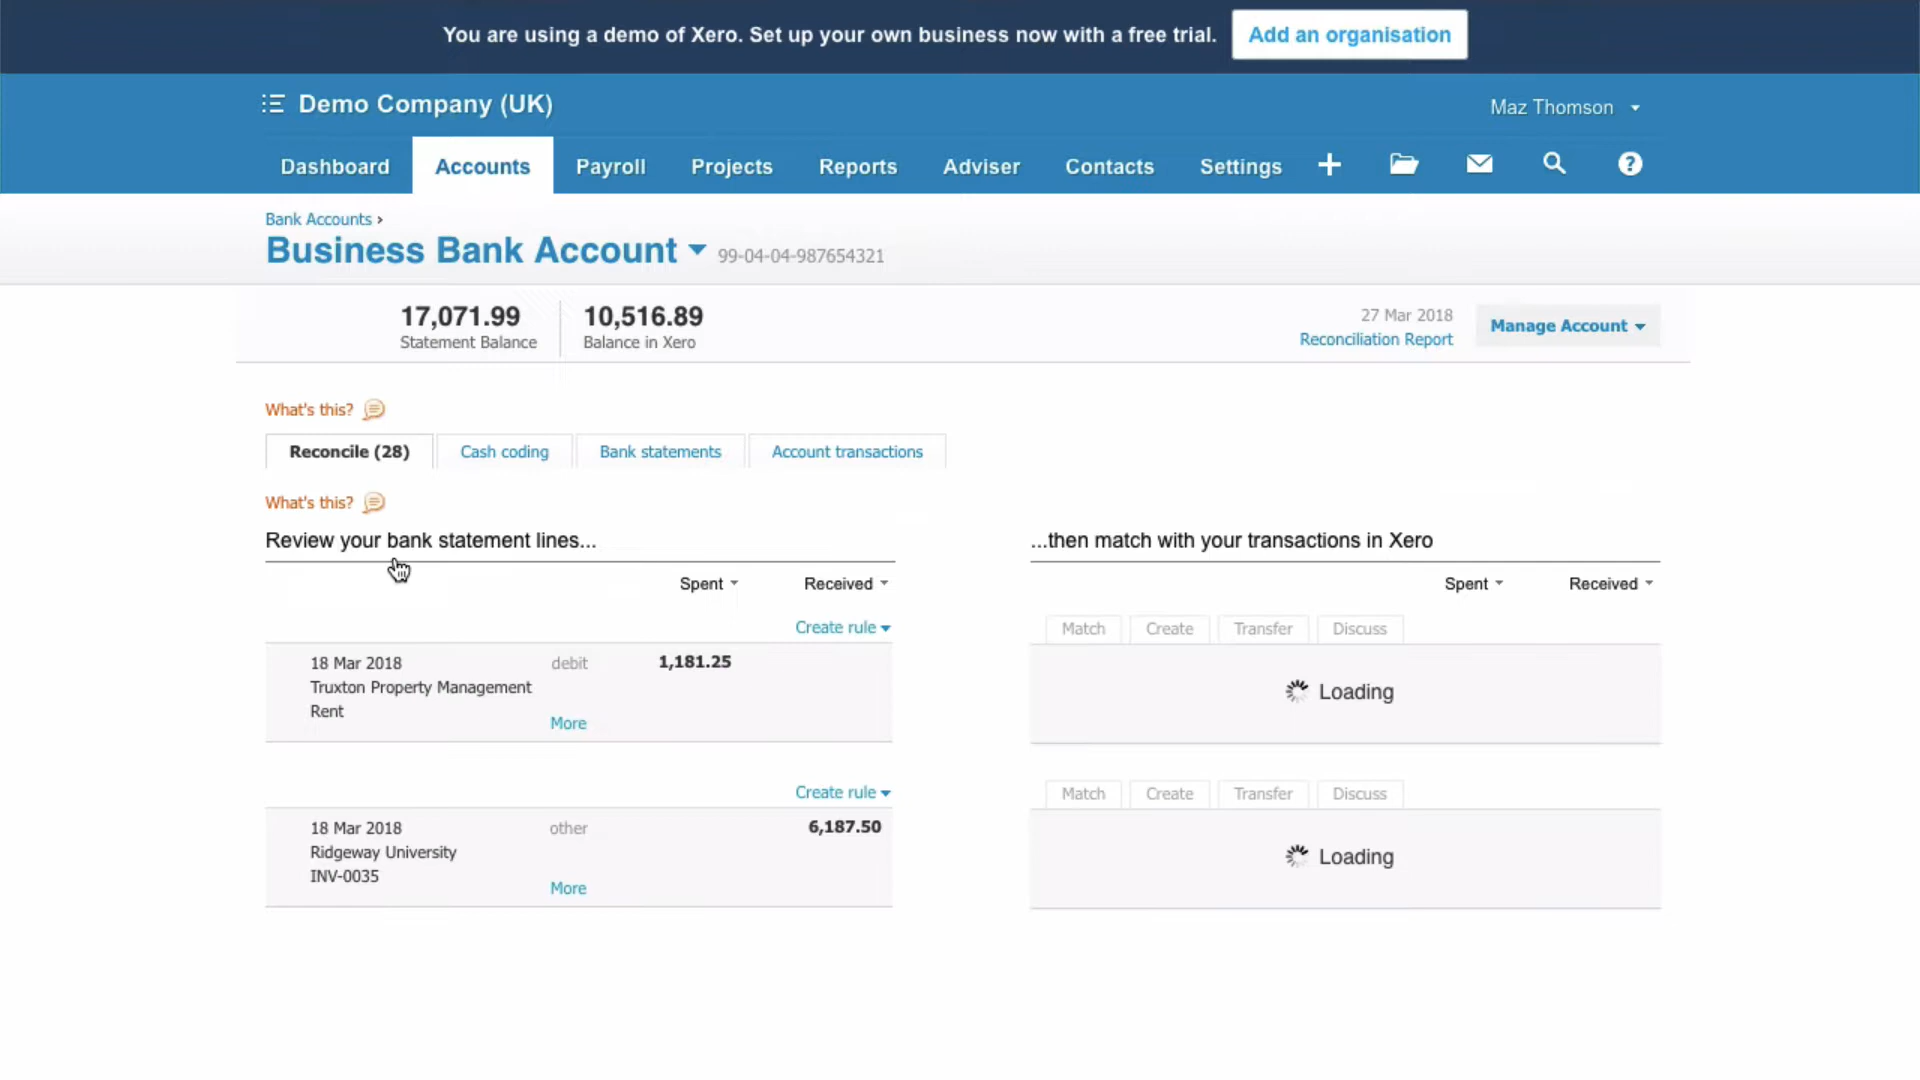 You are using a demo of Xero. Set up your own business now with a free trial. Add an organisation
Demo Company (UK)
Maz Thomson
Dashboard Accounts Payroll Projects Reports Adviser Contacts Settings
Bank Accounts ›
Business Bank Account 99-04-04-987654321
17,071.99
Statement Balance
10,516.89
Balance in Xero
27 Mar 2018
Reconciliation Report
Manage Account
What's this?
Reconcile (28) Cash coding Bank statements Account transactions
What's this?
Review your bank statement lines...
...then match with your transactions in Xero
Spent Received
Spent Received
Create rule
Match Create Transfer Discuss
18 Mar 2018 debit 1,181.25
Truxton Property Management
Rent
More
Loading
Create rule
Match Create Transfer Discuss
18 Mar 2018 other 6,187.50
Ridgeway University
INV-0035
More
Loading